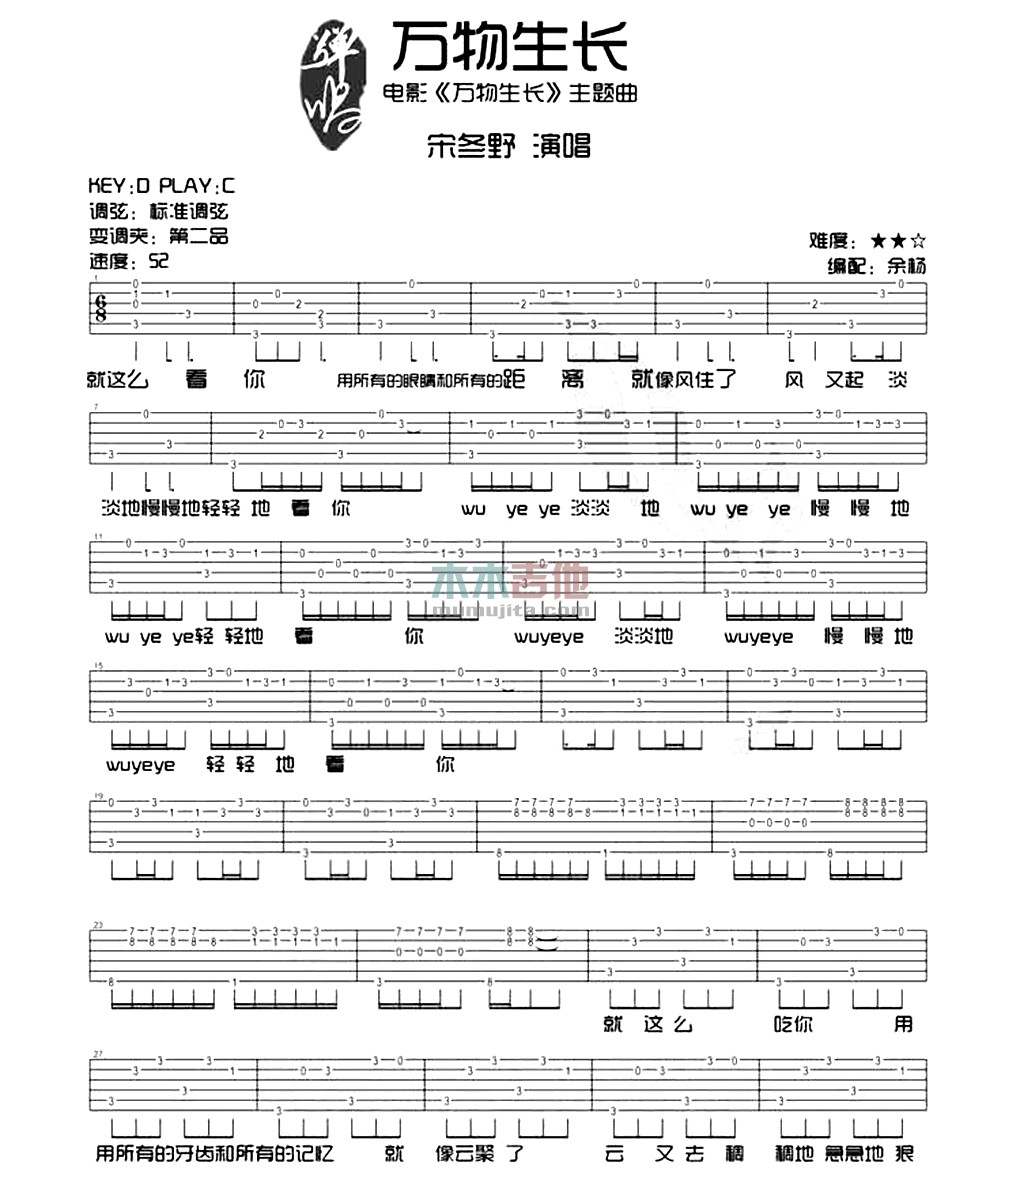 弹唱
万物生长
电影《万物生长》主题曲
宋冬野 演唱
KEY:D PLAY:C
调弦：标准调弦
变调夹：第二品
速度：52
难度：★★☆
编配：余杨
就这么 看 你 用所有的眼睛和所有的距 离 就像风住了 风 又起 淡
淡地慢慢地轻轻 地 看 你 wu ye ye 淡淡 地 wu ye ye 慢 慢 地
wu ye ye轻 轻地 看 你 wuyeye 淡淡地 wuyeye 慢 慢地
木木吉他
mumujita.com
wuyeye 轻 轻 地 看 你
就 这 么 吃你 用
用所有的牙齿和所有的记忆 就 像云聚 了 云 又 去 稠 稠地 急急地 狠